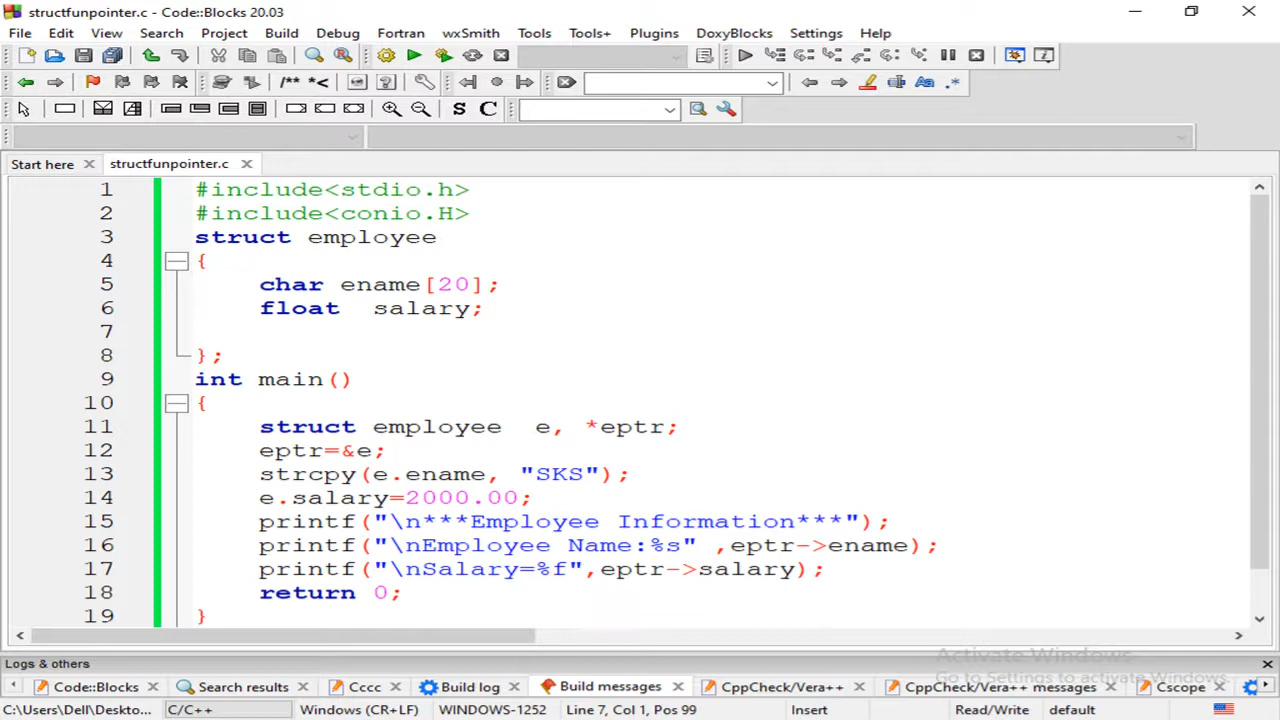 structfunpointer.c - Code::Blocks 20.03
File Edit View Search Project Build Debug Fortran wxSmith Tools Tools+ Plugins DoxyBlocks Settings Help
/** *<
S C
Start here structfunpointer.c
1 #include<stdio.h>
2 #include<conio.H>
3 struct employee
4 {
5 char ename[20];
6 float salary;
7
8 };
9 int main()
10 {
11 struct employee e, *eptr;
12 eptr=&e;
13 strcpy(e.ename, "SKS");
14 e.salary=2000.00;
15 printf("\n***Employee Information***");
16 printf("\nEmployee Name:%s" ,eptr->ename);
17 printf("\nSalary=%f",eptr->salary);
18 return 0;
19 }
Activate Windows
Go to Settings to activate Windows.
Logs & others
Code::Blocks Search results Cccc Build log Build messages CppCheck/Vera++ CppCheck/Vera++ messages Cscope
C:\Users\Dell\Deskto... C/C++ Windows (CR+LF) WINDOWS-1252 Line 7, Col 1, Pos 99 Insert Read/Write default